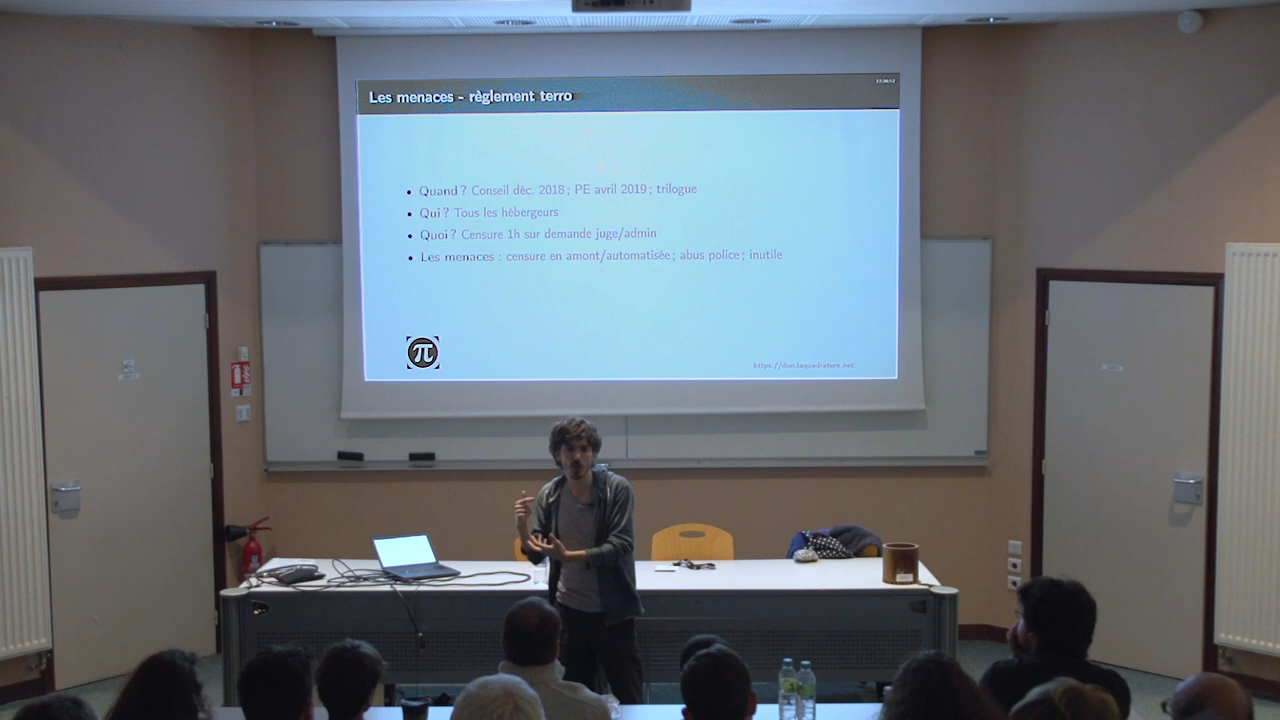 Les menaces - règlement terro
Quand ? Conseil déc. 2018 ; PE avril 2019 ; trilogue
Qui ? Tous les hébergeurs
Quoi ? Censure 1h sur demande juge/admin
Les menaces : censure en amont/automatisée ; abus police ; inutile
π
https://don.laquadrature.net